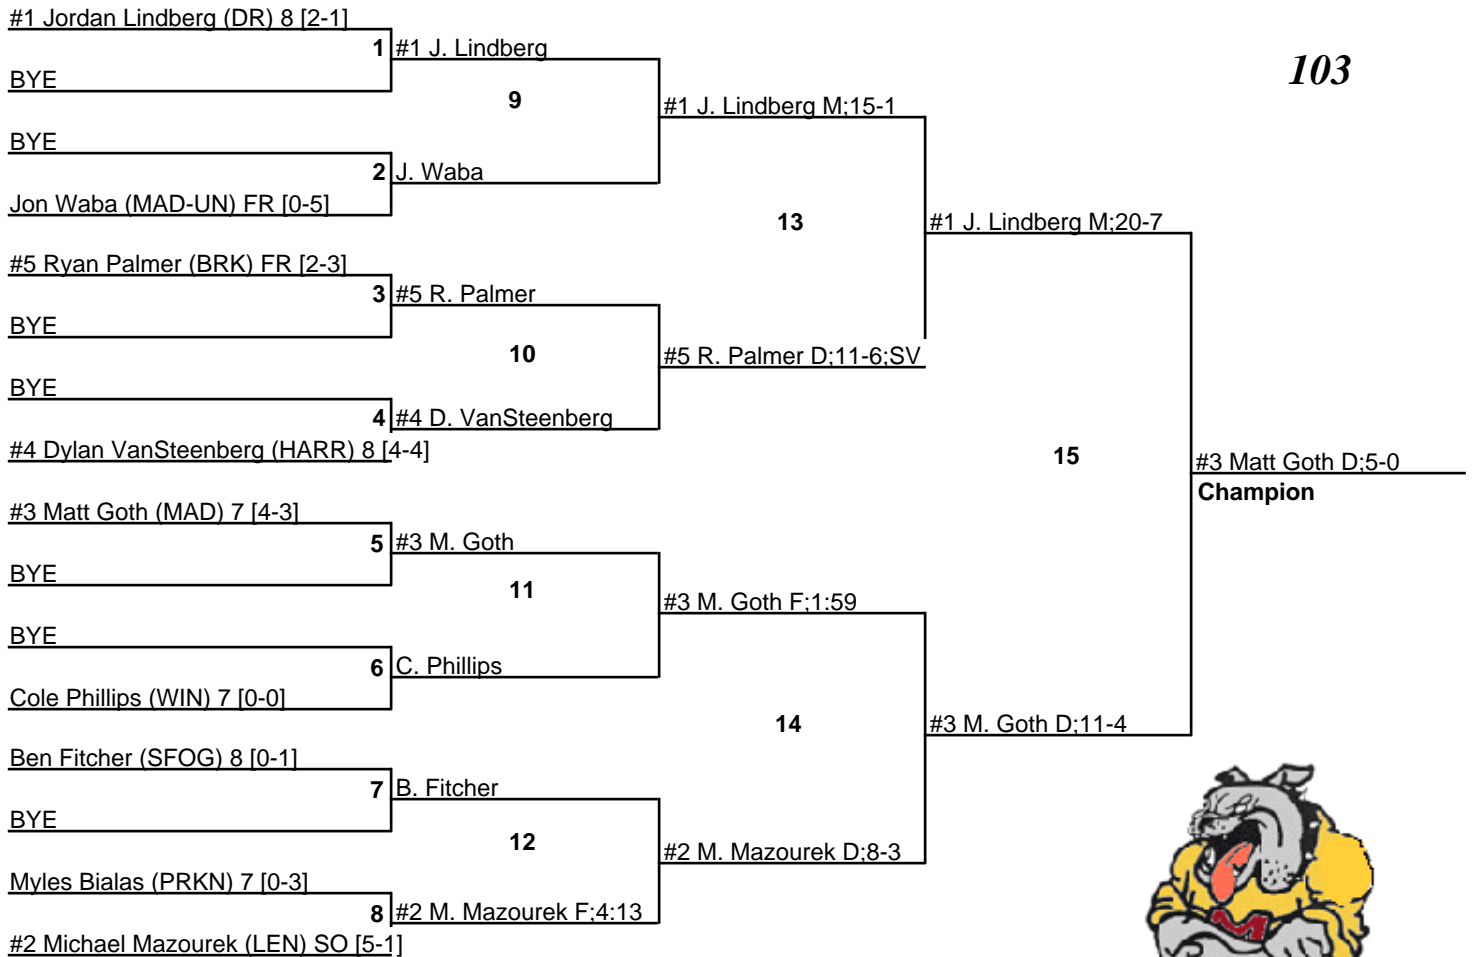 #1 Jordan Lindberg (DR) 8 [2-1]
1 #1 J. Lindberg
103
BYE
9
#1 J. Lindberg M;15-1
BYE
2 J. Waba
Jon Waba (MAD-UN) FR [0-5]
13
#1 J. Lindberg M;20-7
#5 Ryan Palmer (BRK) FR [2-3]
3 #5 R. Palmer
BYE
10
#5 R. Palmer D;11-6;SV
BYE
4 #4 D. VanSteenberg
#4 Dylan VanSteenberg (HARR) 8 [4-4]
15
#3 Matt Goth D;5-0
Champion
#3 Matt Goth (MAD) 7 [4-3]
5 #3 M. Goth
BYE
11
#3 M. Goth F;1:59
BYE
6 C. Phillips
Cole Phillips (WIN) 7 [0-0]
14
#3 M. Goth D;11-4
Ben Fitcher (SFOG) 8 [0-1]
7 B. Fitcher
BYE
12
#2 M. Mazourek D;8-3
Myles Bialas (PRKN) 7 [0-3]
8 #2 M. Mazourek F;4:13
#2 Michael Mazourek (LEN) SO [5-1]
M